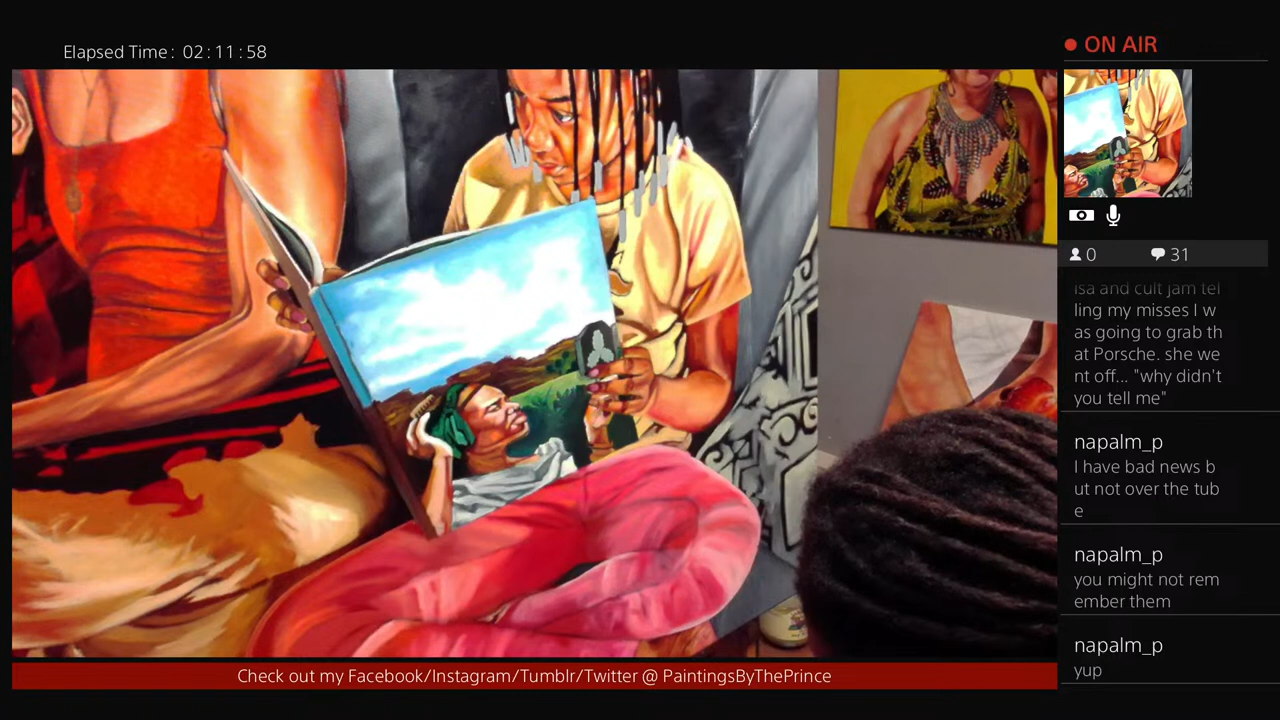 Elapsed Time: 02:11:58
ON AIR
0
31
isa and cult jam tel
ling my misses I w
as going to grab th
at Porsche. she we
nt off... "why didn't
you tell me"
napalm_p
I have bad news b
ut not over the tub
e
napalm_p
you might not rem
ember them
napalm_p
yup
Check out my Facebook/Instagram/Tumblr/Twitter @ PaintingsByThePrince